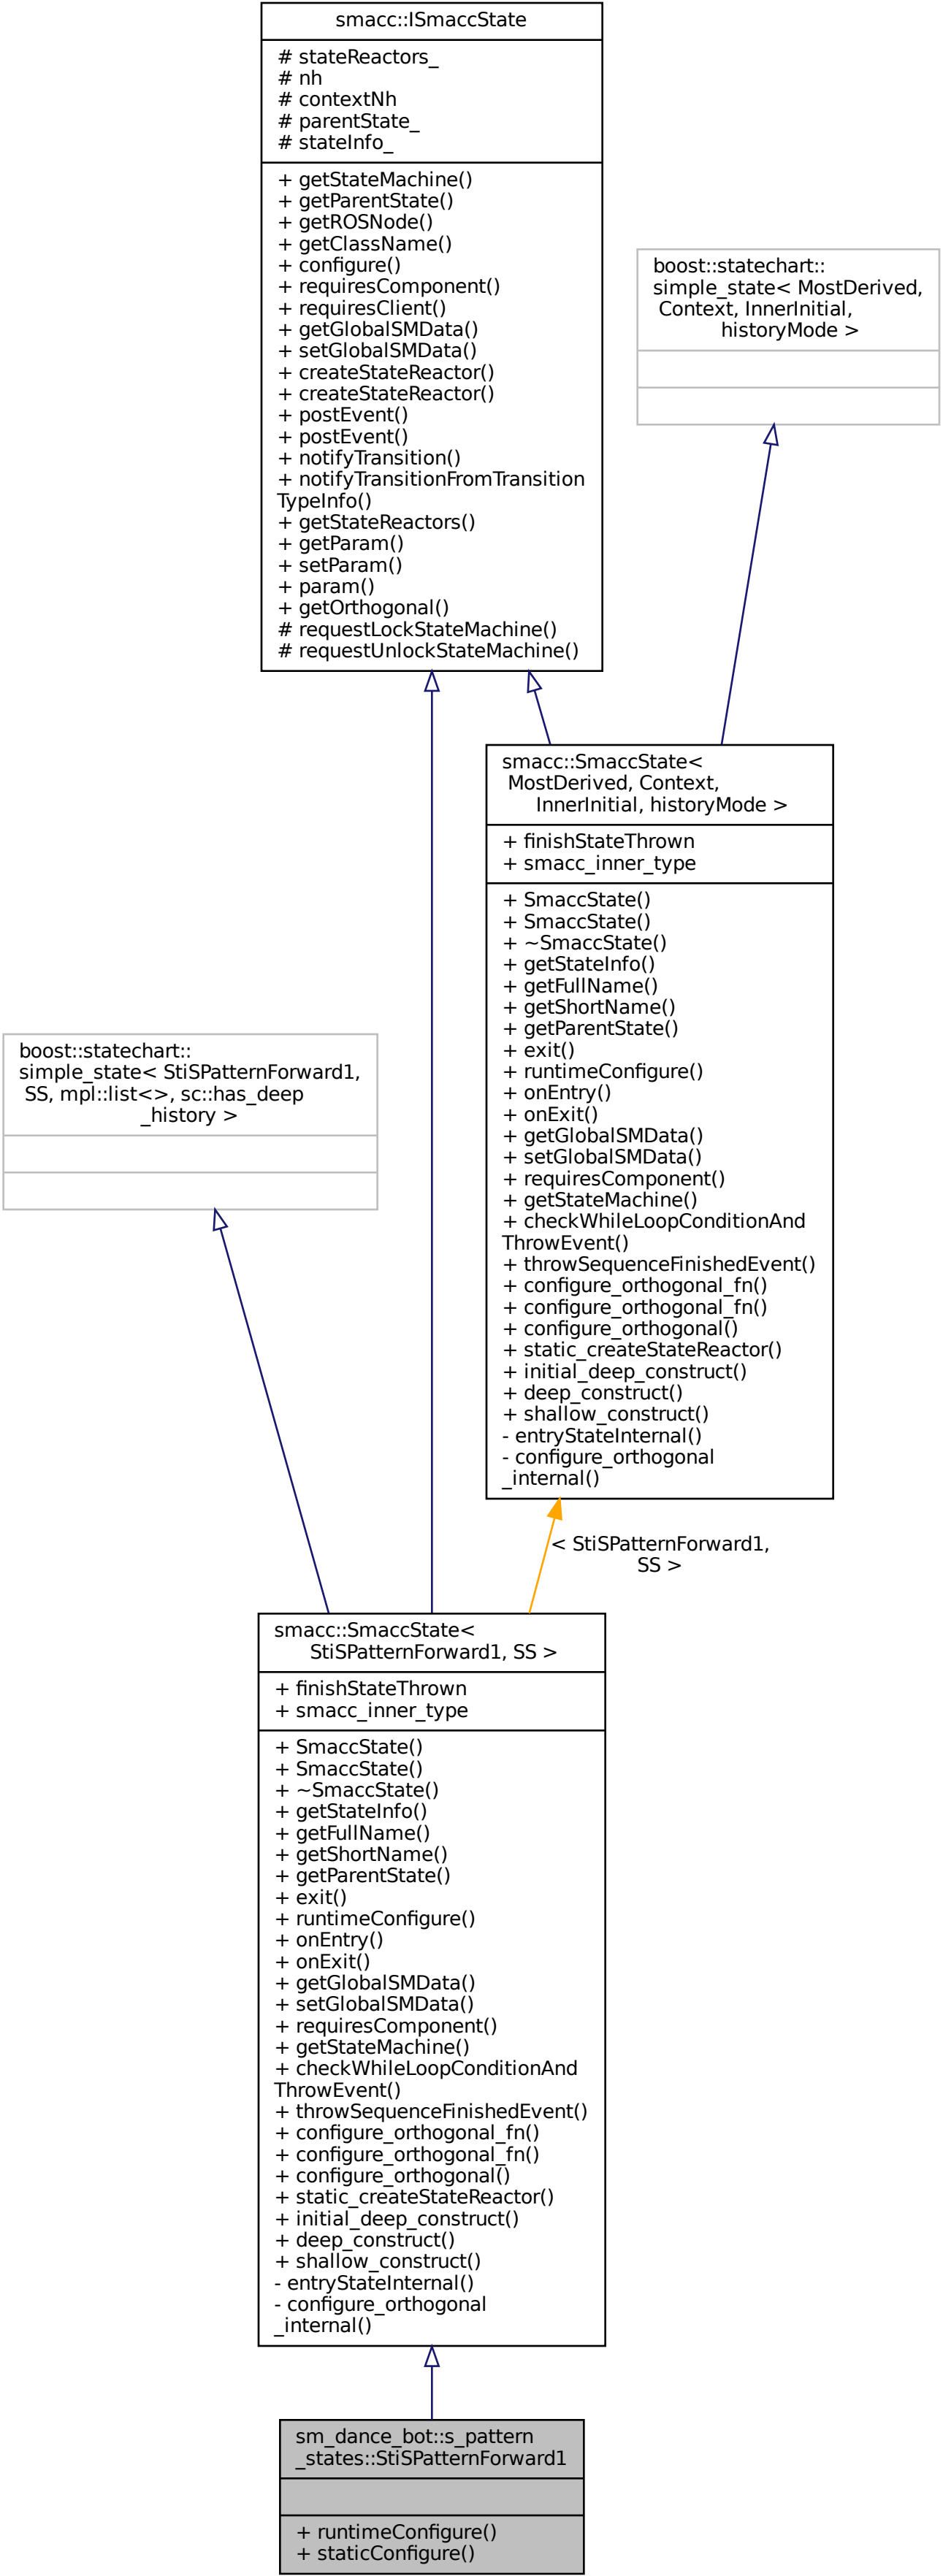 smacc::ISmaccState
# stateReactors_
# nh
# contextNh
# parentState_
# stateInfo_
+ getStateMachine()
+ getParentState()
+ getROSNode()
+ getClassName()
+ configure()
+ requiresComponent()
+ requiresClient()
+ getGlobalSMData()
+ setGlobalSMData()
+ createStateReactor()
+ createStateReactor()
+ postEvent()
+ postEvent()
+ notifyTransition()
+ notifyTransitionFromTransition
TypeInfo()
+ getStateReactors()
+ getParam()
+ setParam()
+ param()
+ getOrthogonal()
# requestLockStateMachine()
# requestUnlockStateMachine()
boost::statechart::
simple_state< MostDerived,
Context, InnerInitial,
historyMode >
smacc::SmaccState<
MostDerived, Context,
InnerInitial, historyMode >
+ finishStateThrown
+ smacc_inner_type
+ SmaccState()
+ SmaccState()
+ ~SmaccState()
+ getStateInfo()
+ getFullName()
+ getShortName()
+ getParentState()
+ exit()
+ runtimeConfigure()
+ onEntry()
+ onExit()
+ getGlobalSMData()
+ setGlobalSMData()
+ requiresComponent()
+ getStateMachine()
+ checkWhileLoopConditionAnd
ThrowEvent()
+ throwSequenceFinishedEvent()
+ configure_orthogonal_fn()
+ configure_orthogonal_fn()
+ configure_orthogonal()
+ static_createStateReactor()
+ initial_deep_construct()
+ deep_construct()
+ shallow_construct()
- entryStateInternal()
- configure_orthogonal
_internal()
boost::statechart::
simple_state< StiSPatternForward1,
SS, mpl::list<>, sc::has_deep
_history >
< StiSPatternForward1,
SS >
smacc::SmaccState<
StiSPatternForward1, SS >
+ finishStateThrown
+ smacc_inner_type
+ SmaccState()
+ SmaccState()
+ ~SmaccState()
+ getStateInfo()
+ getFullName()
+ getShortName()
+ getParentState()
+ exit()
+ runtimeConfigure()
+ onEntry()
+ onExit()
+ getGlobalSMData()
+ setGlobalSMData()
+ requiresComponent()
+ getStateMachine()
+ checkWhileLoopConditionAnd
ThrowEvent()
+ throwSequenceFinishedEvent()
+ configure_orthogonal_fn()
+ configure_orthogonal_fn()
+ configure_orthogonal()
+ static_createStateReactor()
+ initial_deep_construct()
+ deep_construct()
+ shallow_construct()
- entryStateInternal()
- configure_orthogonal
_internal()
sm_dance_bot::s_pattern
_states::StiSPatternForward1
+ runtimeConfigure()
+ staticConfigure()